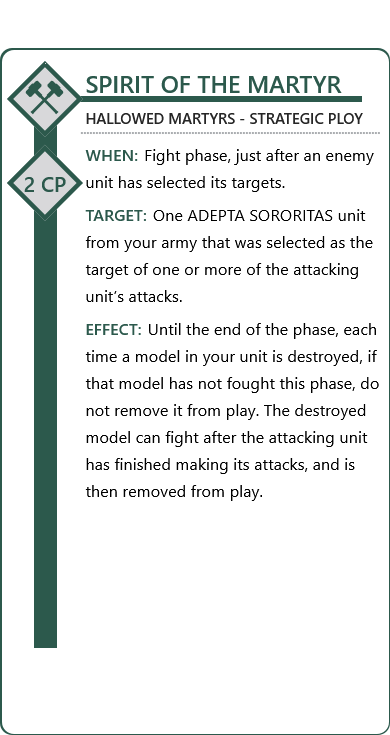 SPIRIT OF THE MARTYR
HALLOWED MARTYRS - STRATEGIC PLOY
2 CP
WHEN: Fight phase, just after an enemy
unit has selected its targets.
TARGET: One ADEPTA SORORITAS unit
from your army that was selected as the
target of one or more of the attacking
unit’s attacks.
EFFECT: Until the end of the phase, each
time a model in your unit is destroyed, if
that model has not fought this phase, do
not remove it from play. The destroyed
model can fight after the attacking unit
has finished making its attacks, and is
then removed from play.